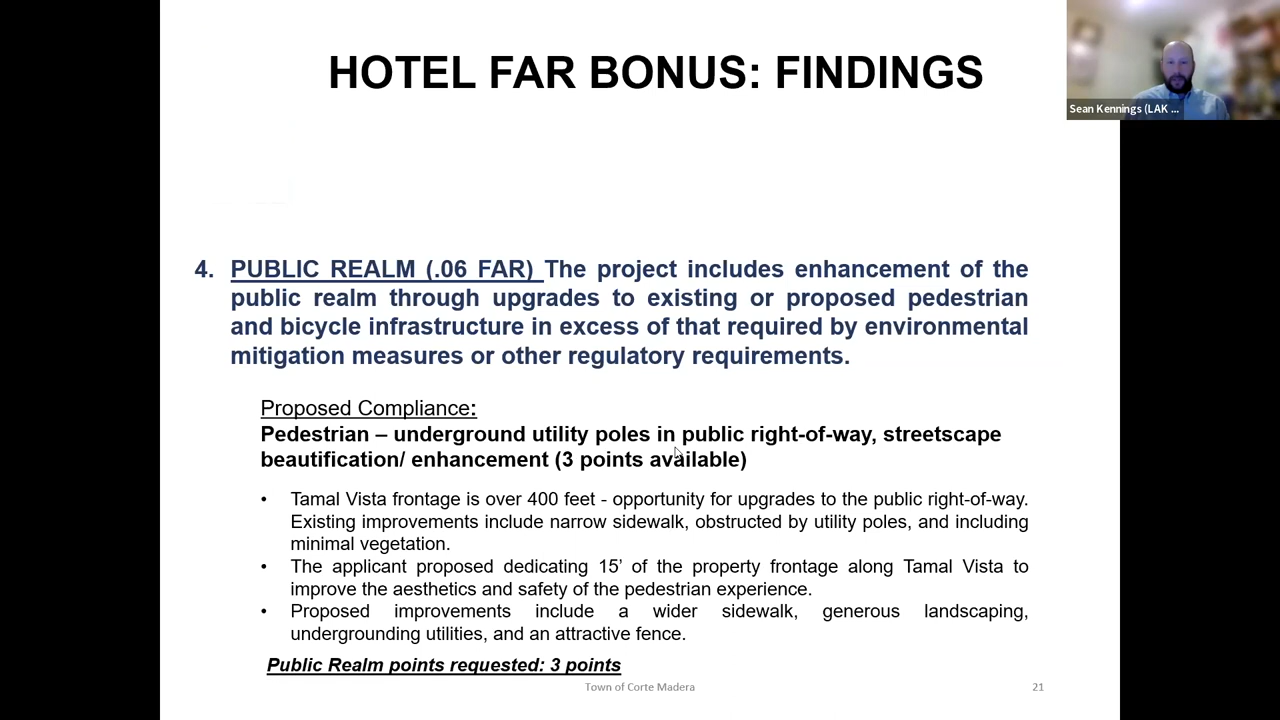 HOTEL FAR BONUS: FINDINGS
Sean Kennings (LAK ...
4. PUBLIC REALM (.06 FAR) The project includes enhancement of the
public realm through upgrades to existing or proposed pedestrian
and bicycle infrastructure in excess of that required by environmental
mitigation measures or other regulatory requirements.
Proposed Compliance:
Pedestrian – underground utility poles in public right-of-way, streetscape
beautification/ enhancement (3 points available)
• Tamal Vista frontage is over 400 feet - opportunity for upgrades to the public right-of-way.
Existing improvements include narrow sidewalk, obstructed by utility poles, and including
minimal vegetation.
• The applicant proposed dedicating 15’ of the property frontage along Tamal Vista to
improve the aesthetics and safety of the pedestrian experience.
• Proposed improvements include a wider sidewalk, generous landscaping,
undergrounding utilities, and an attractive fence.
Public Realm points requested: 3 points
Town of Corte Madera
21